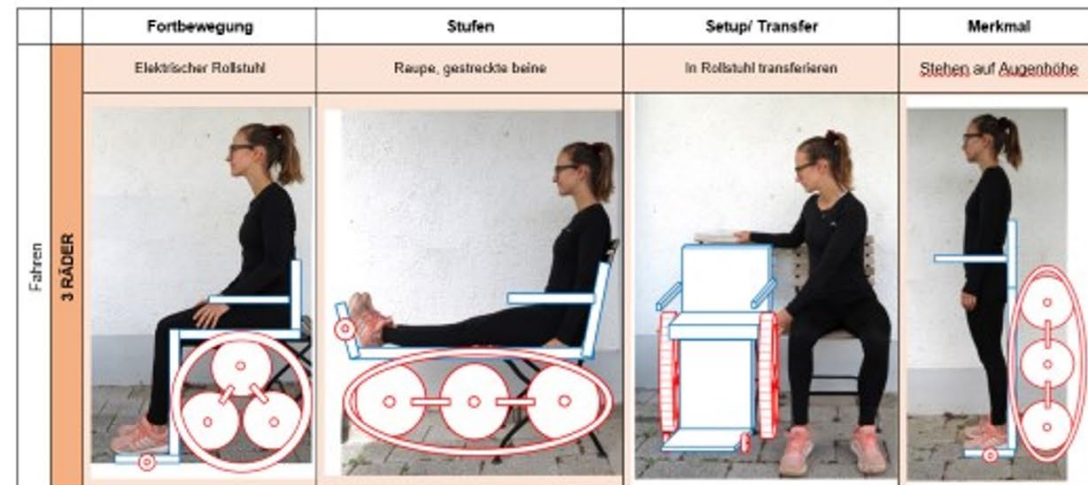 Fortbewegung
Stufen
Setup/ Transfer
Merkmal
Elektrischer Rollstuhl
Raupe, gestreckte beine
In Rollstuhl transferieren
Stehen auf Augenhöhe
Fahren
3 RÄDER